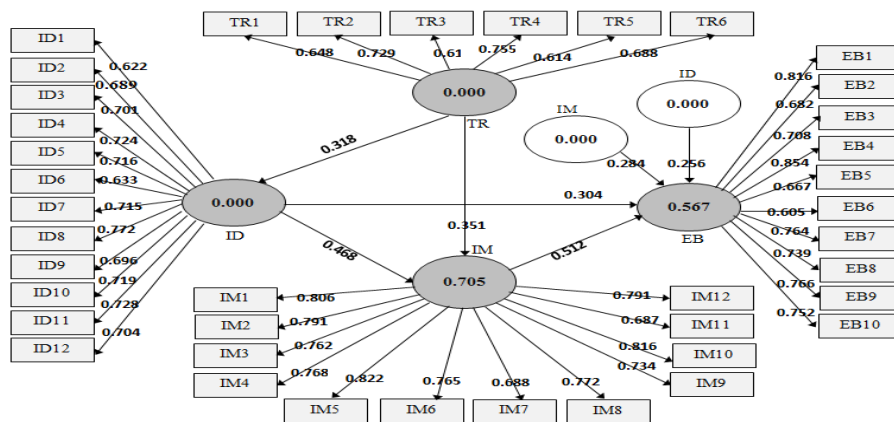 TR1 TR2 TR3 TR4 TR5 TR6
0.648 0.729 0.61 0.755 0.614 0.688
0.000
TR
ID1
ID2
ID3
ID4
ID5
ID6
ID7
ID8
ID9
ID10
ID11
ID12
0.622
0.689
0.701
0.724
0.716
0.633
0.715
0.772
0.696
0.719
0.728
0.704
0.000
ID
0.318
0.351
0.304
0.468
0.512
IM
0.000
0.284
ID
0.000
0.256
0.567
EB
0.816
0.682
0.708
0.854
0.667
0.605
0.764
0.739
0.766
0.752
EB1
EB2
EB3
EB4
EB5
EB6
EB7
EB8
EB9
EB10
IM
0.705
IM1
IM2
IM3
IM4
0.806
0.791
0.762
0.768
0.822
0.765
0.688
0.772
IM5 IM6 IM7 IM8
0.791
0.687
0.816
0.734
IM12
IM11
IM10
IM9